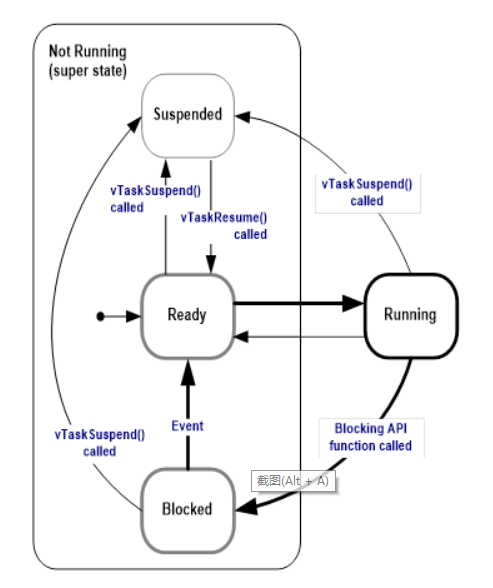 Not Running
(super state)
Suspended
vTaskSuspend()
called
vTaskResume()
called
vTaskSuspend()
called
Ready
Running
Event
vTaskSuspend()
called
Blocking API
function called
截图(Alt + A)
Blocked